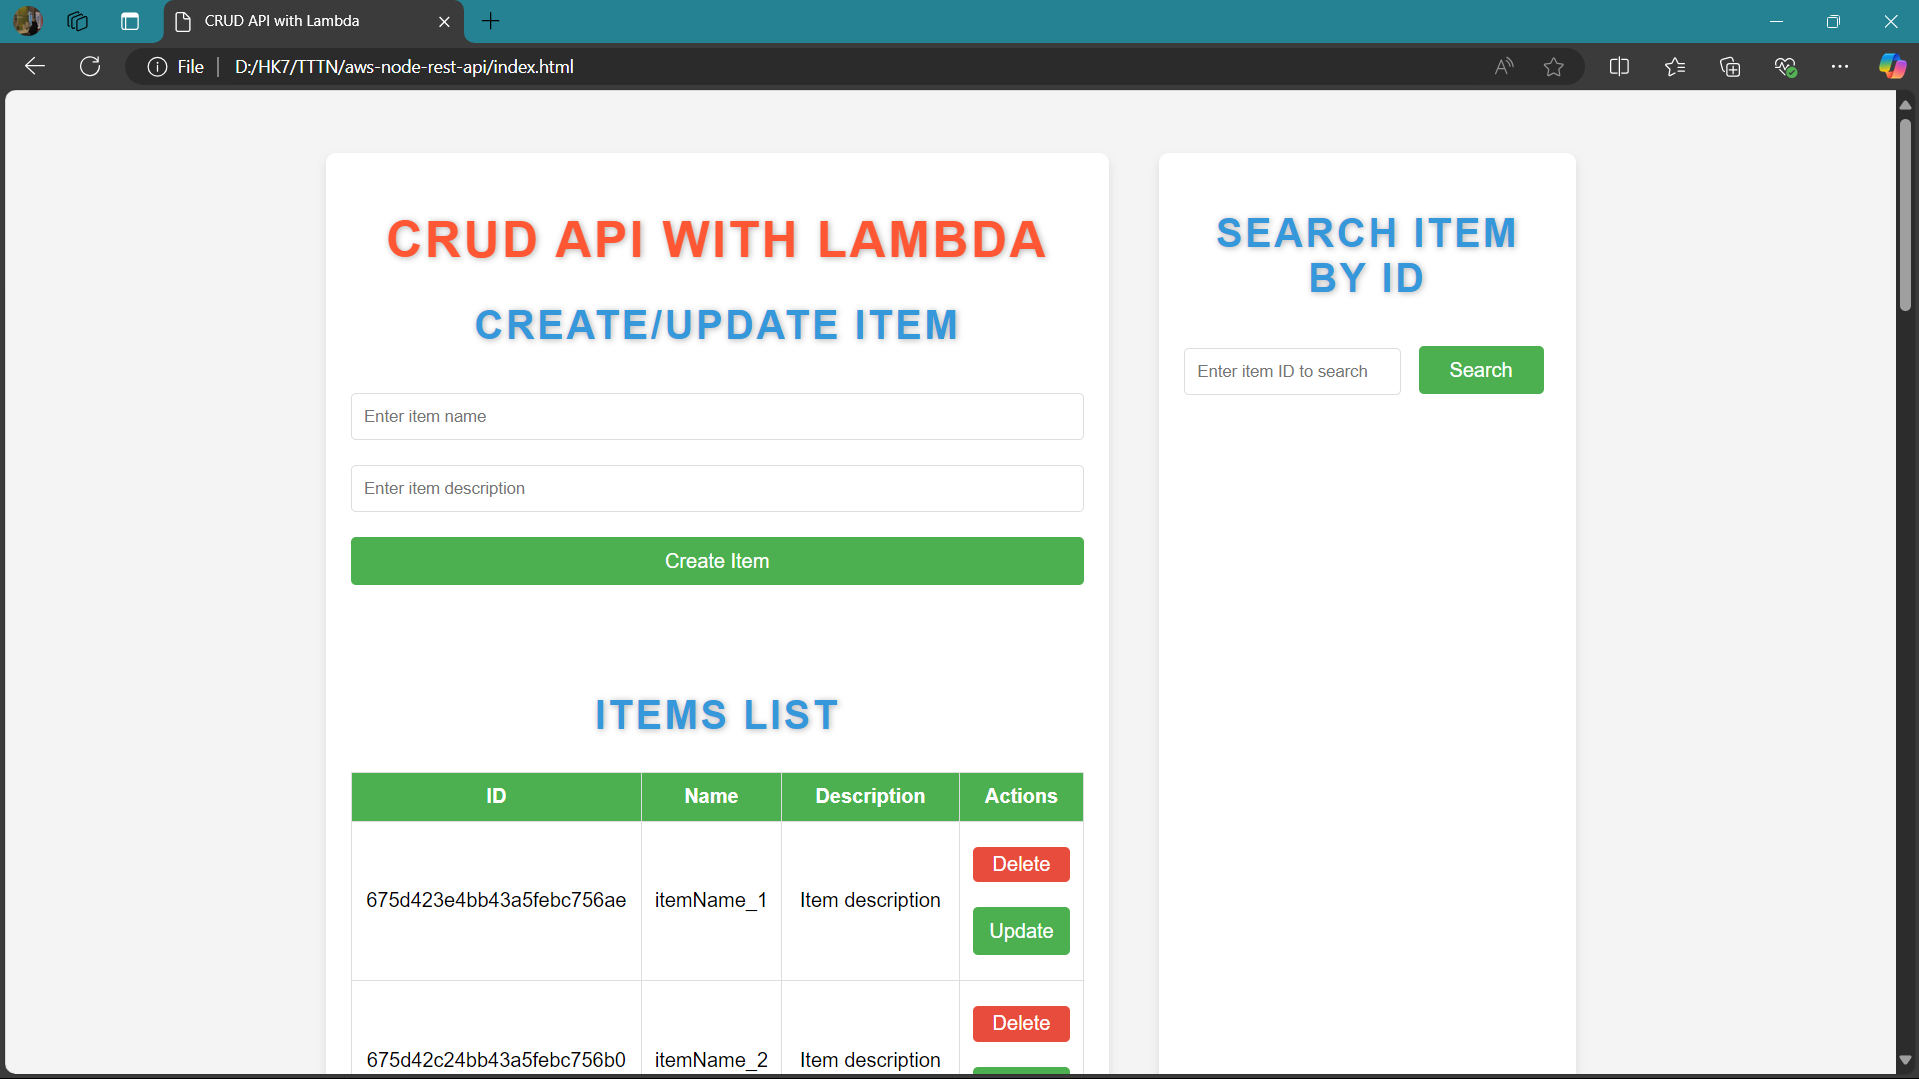 CRUD API with Lambda
File
D:/HK7/TTTN/aws-node-rest-api/index.html
CRUD API WITH LAMBDA
CREATE/UPDATE ITEM
Enter item name
Enter item description
Create Item
ITEMS LIST
ID Name Description Actions
675d423e4bb43a5febc756ae itemName_1 Item description Delete
Update
675d42c24bb43a5febc756b0 itemName_2 Item description Delete
SEARCH ITEM
BY ID
Enter item ID to search Search